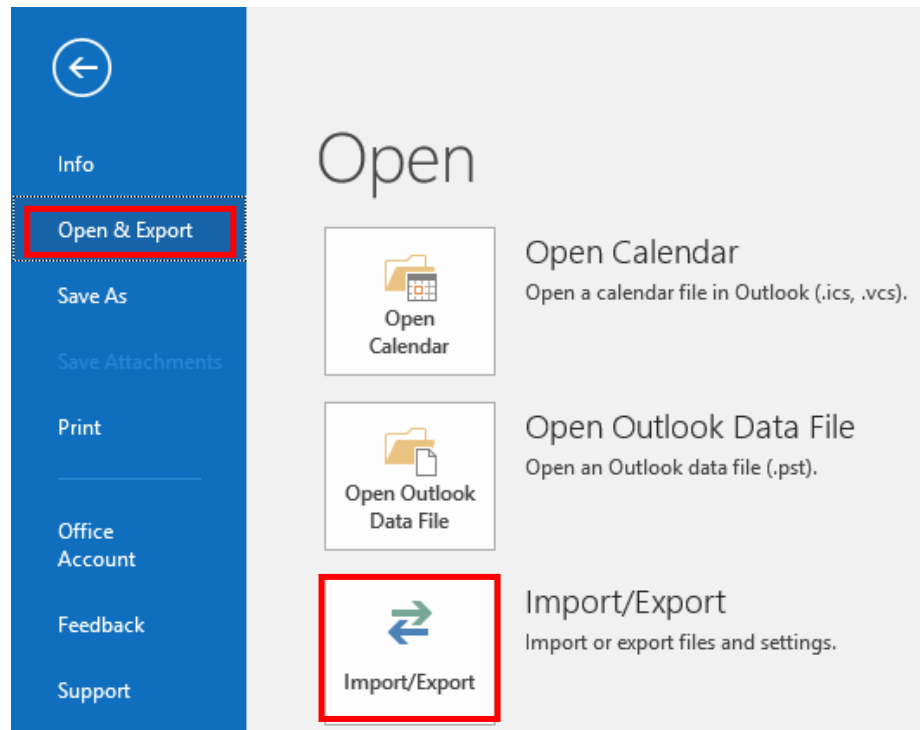 Info
Open & Export
Save As
Save Attachments
Print
Office
Account
Feedback
Support
Open
Open
Calendar
Open Calendar
Open a calendar file in Outlook (.ics, .vcs).
Open Outlook
Data File
Open Outlook Data File
Open an Outlook data file (.pst).
Import/Export
Import/Export
Import or export files and settings.